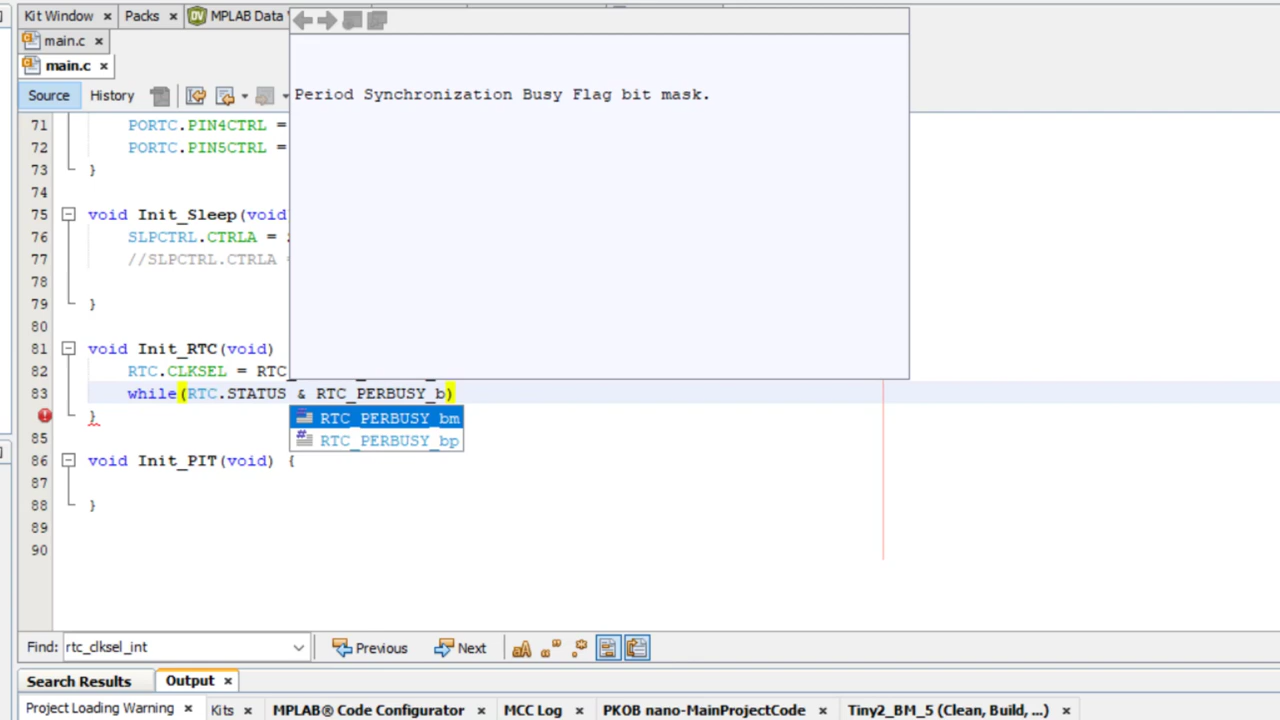 Kit Window × Packs × MPLAB Data
main.c ×
main.c ×
Source History
Period Synchronization Busy Flag bit mask.
71 PORTC.PIN4CTRL =
72 PORTC.PIN5CTRL =
73 }
74
75 void Init_Sleep(void
76 SLPCTRL.CTRLA =
77 //SLPCTRL.CTRLA
78
79 }
80
81 void Init_RTC(void)
82 RTC.CLKSEL = RTC_
83 while(RTC.STATUS & RTC_PERBUSY_b)
}
RTC_PERBUSY_bm
85
RTC_PERBUSY_bp
86 void Init_PIT(void) {
87
88 }
89
90
Find: rtc_clksel_int Previous Next
Search Results Output ×
Project Loading Warning × Kits × MPLAB® Code Configurator × MCC Log × PKOB nano-MainProjectCode × Tiny2_BM_5 (Clean, Build, ...) ×